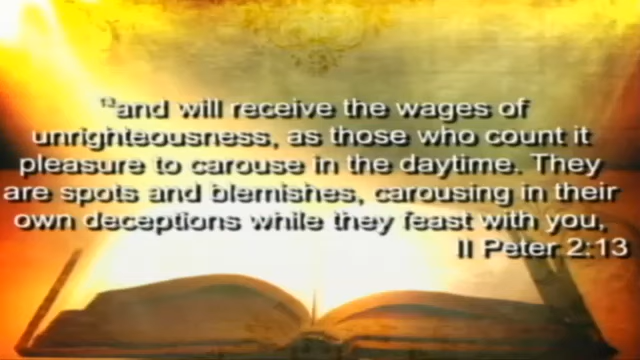 ¹³and will receive the wages of
unrighteousness, as those who count it
pleasure to carouse in the daytime. They
are spots and blemishes, carousing in their
own deceptions while they feast with you,
II Peter 2:13